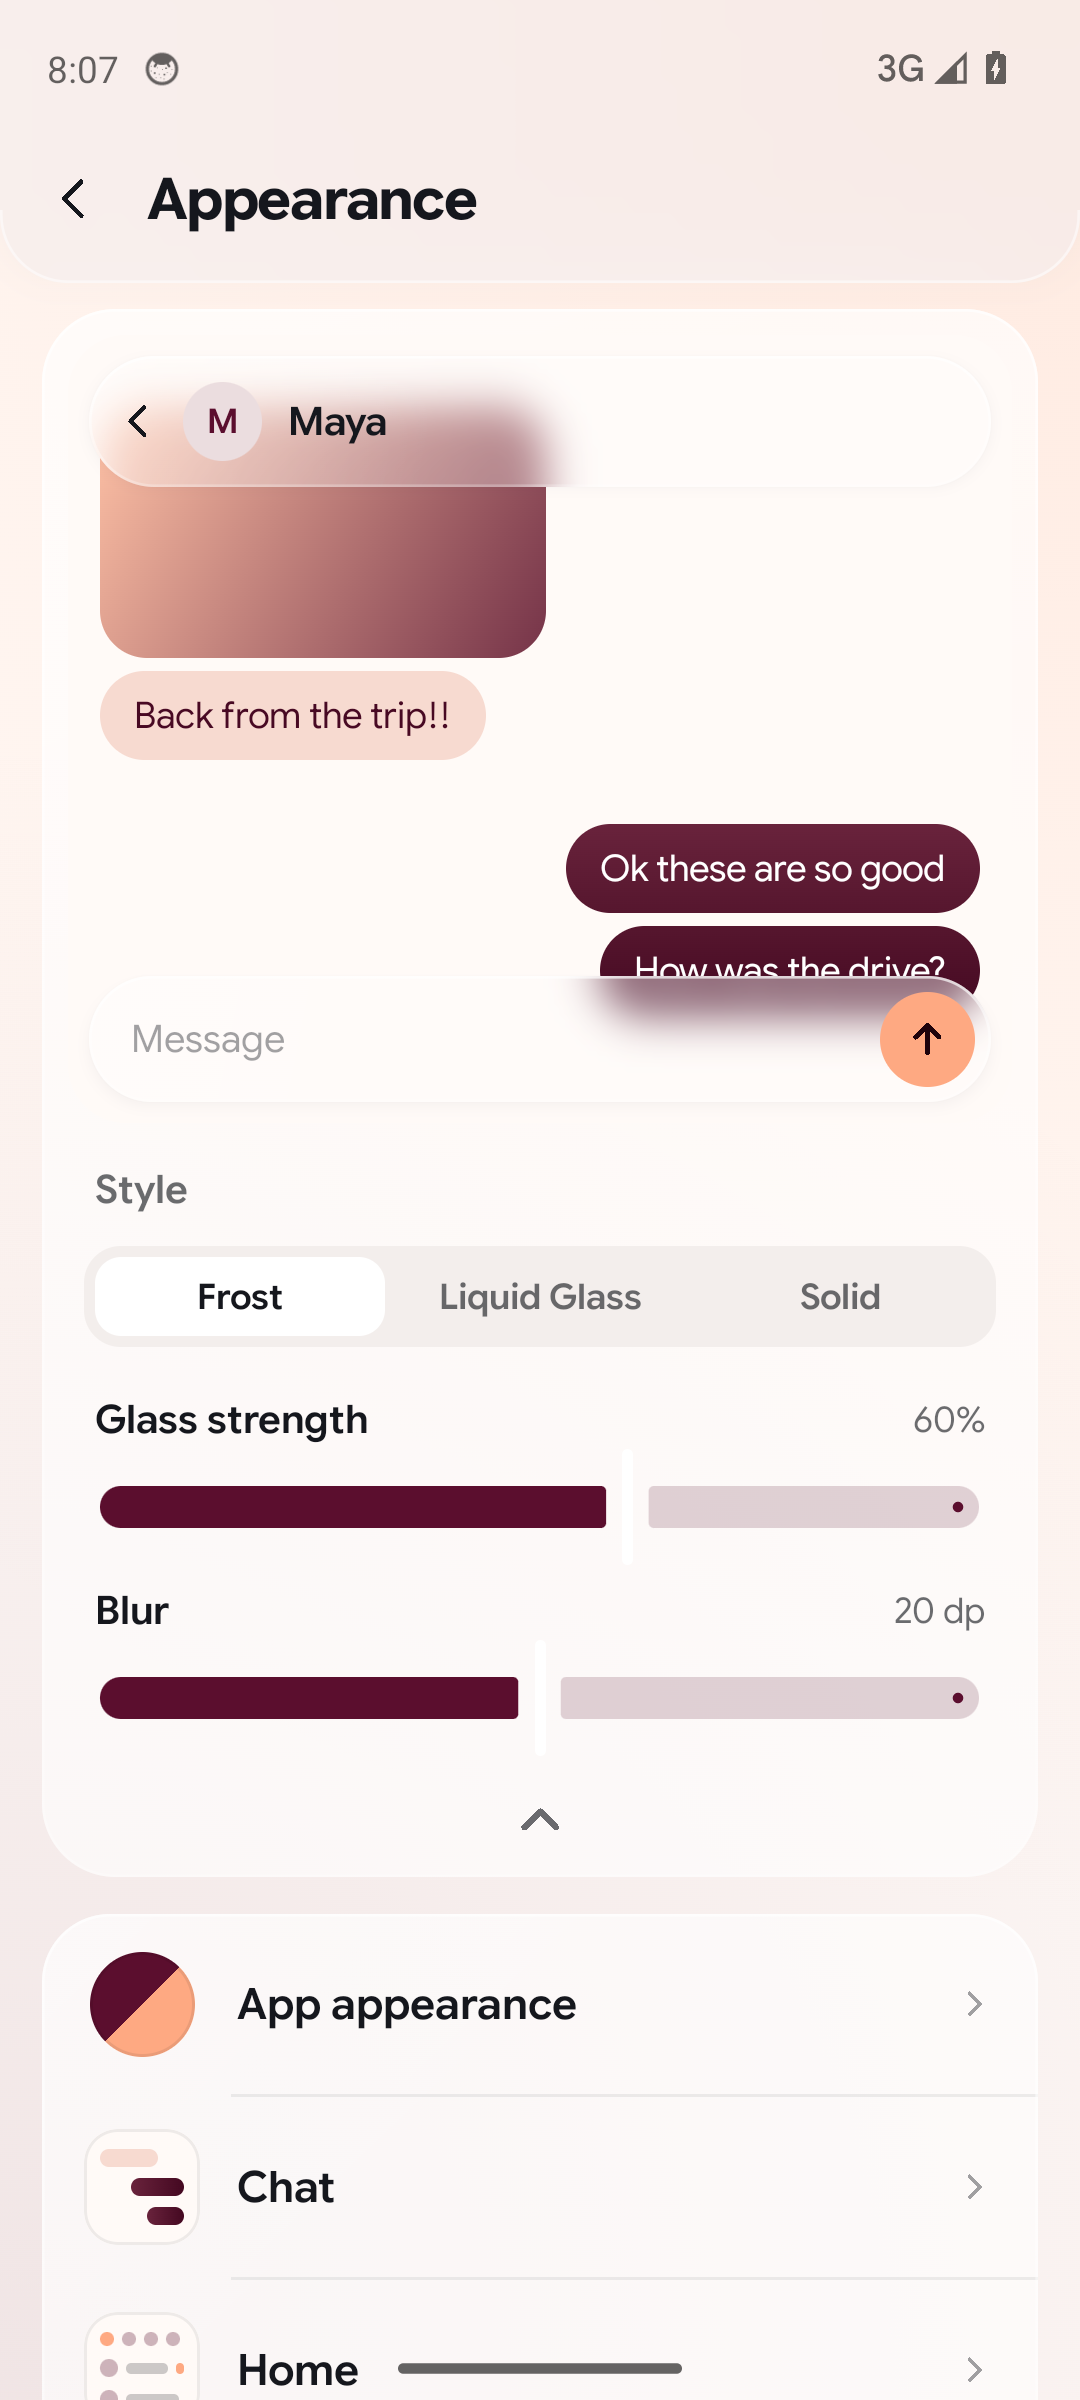 8:07
3G
Appearance
M
Maya
Back from the trip!!
Ok these are so good
How was the drive?
Message
Style
Frost
Liquid Glass
Solid
Glass strength
60%
Blur
20 dp
App appearance
Chat
Home